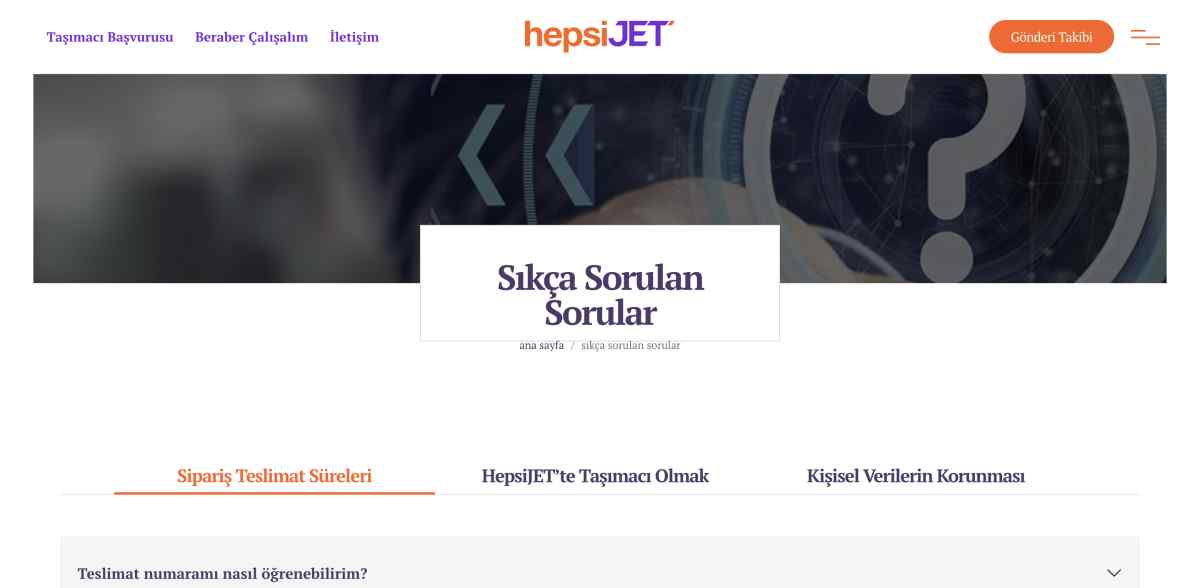 Taşımacı Başvurusu Beraber Çalışalım İletişim
hepsiJET
Gönderi Takibi
?
Sıkça Sorulan
Sorular
ana sayfa / sıkça sorulan sorular
Sipariş Teslimat Süreleri
HepsiJET'te Taşımacı Olmak
Kişisel Verilerin Korunması
Teslimat numaramı nasıl öğrenebilirim?